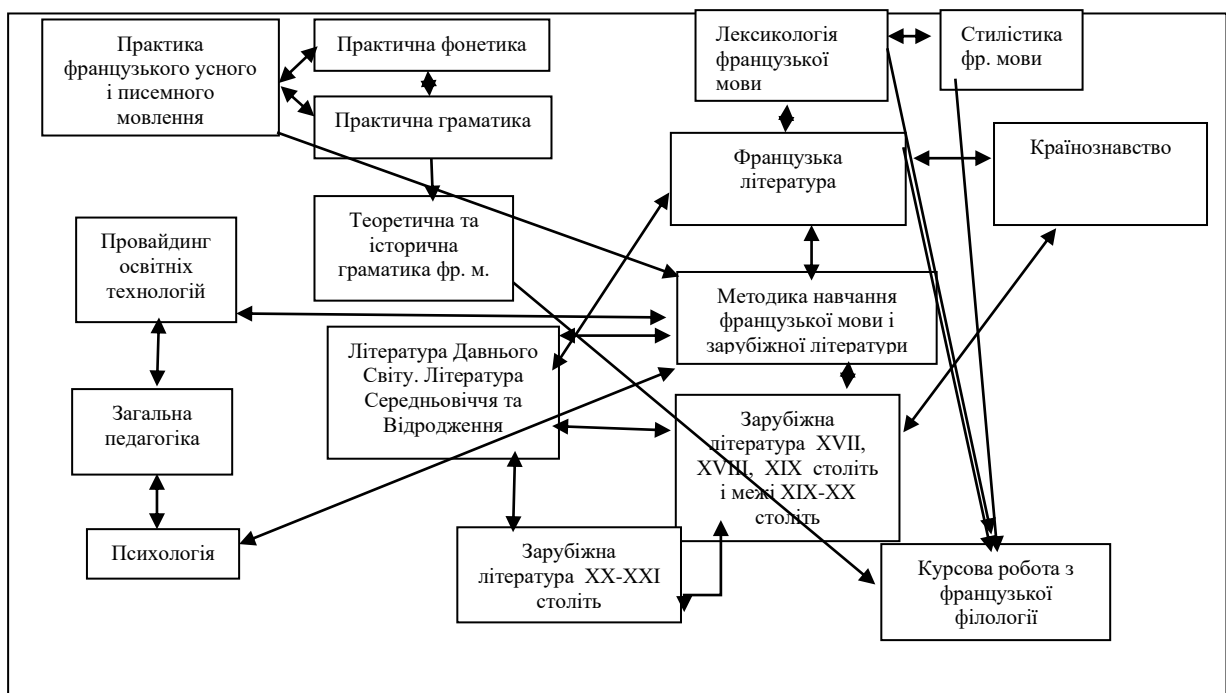 Практика
французького усного
і писемного
мовлення
Практична фонетика
Практична граматика
Лексикологія
французької
мови
Стилістика
фр. мови
Французька
література
Країнознавство
Теоретична та
історична
граматика фр. м.
Провайдинг
освітніх
технологій
Методика навчання
французької мови і
зарубіжної літератури
Література Давнього
Світу. Література
Середньовіччя та
Відродження
Загальна
педагогіка
Зарубіжна
література XVII,
XVIII, XIX століть
і межі XIX-XX
століть
Психологія
Зарубіжна
література XX-XXI
століть
Курсова робота з
французької
філології